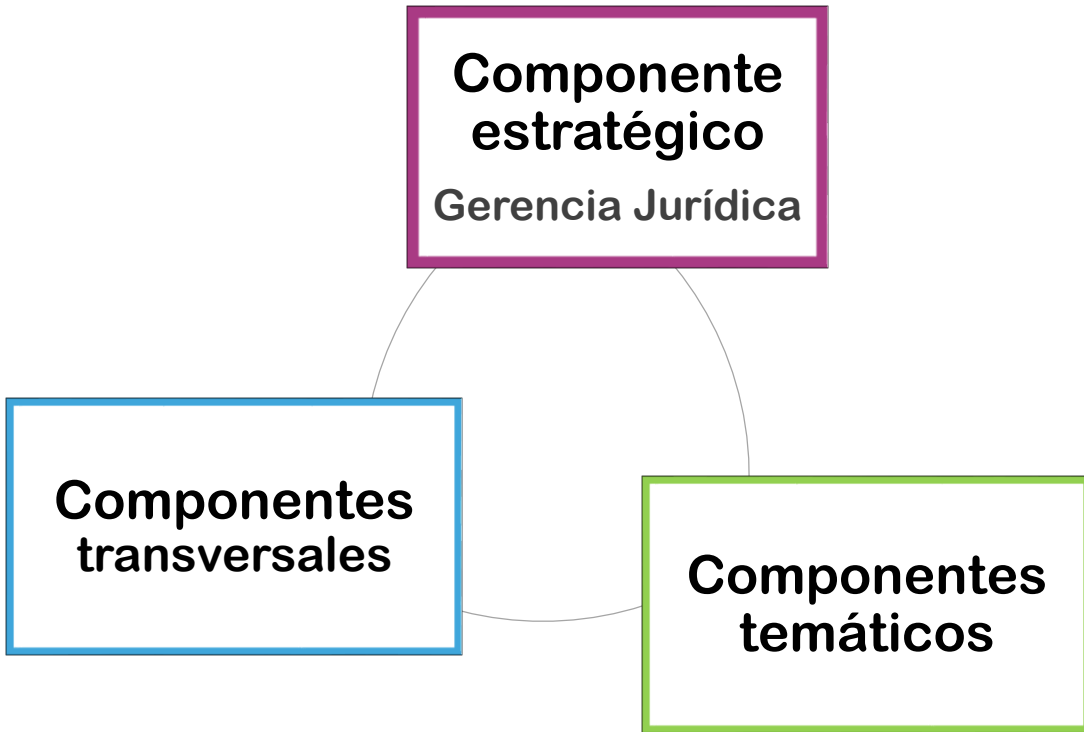 Componente
estratégico
Gerencia Jurídica
Componentes
transversales
Componentes
temáticos